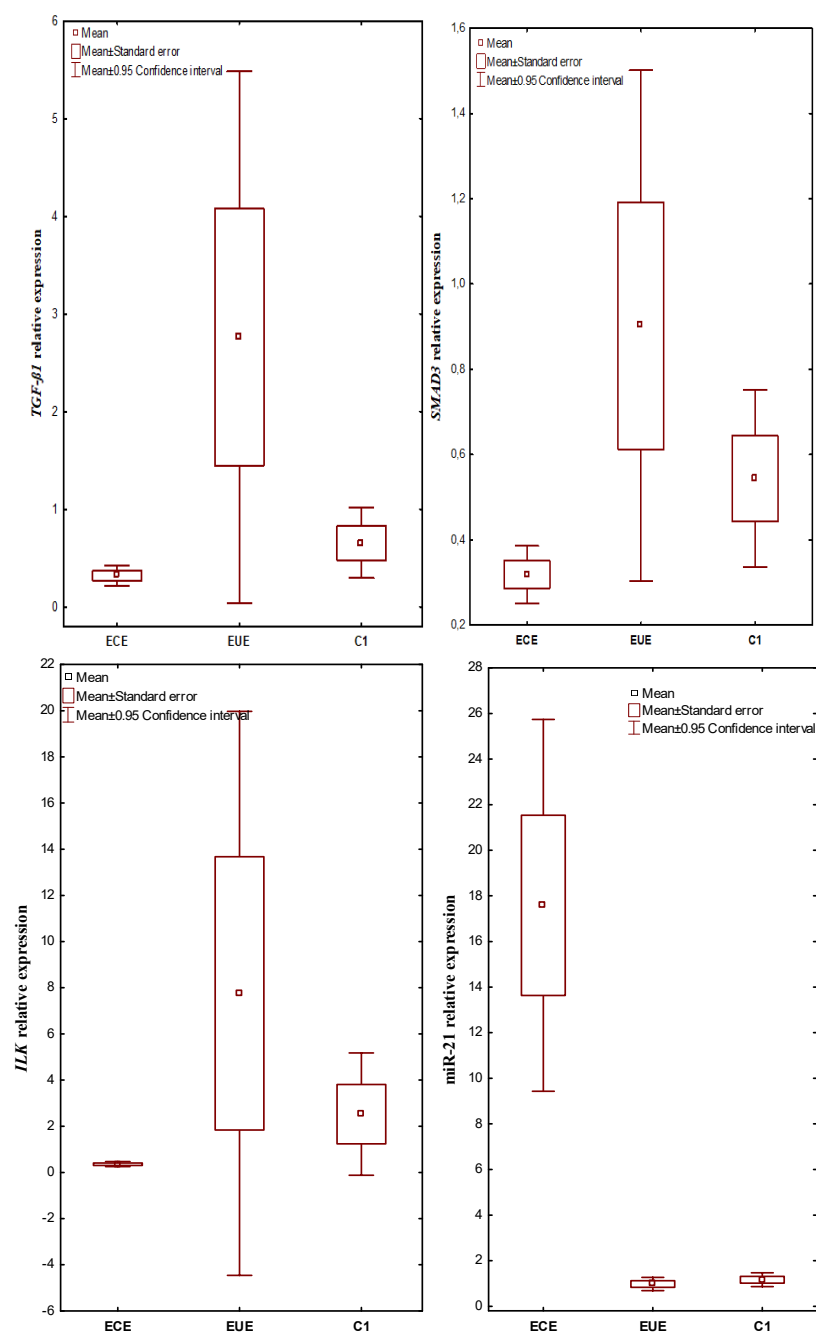 Mean
Mean±Standard error
Mean±0.95 Confidence interval
TGF-β1 relative expression
6
5
4
3
2
1
0
ECE
EUE
C1
Mean
Mean±Standard error
Mean±0.95 Confidence interval
SMAD3 relative expression
1,6
1,4
1,2
1,0
0,8
0,6
0,4
0,2
ECE
EUE
C1
Mean
Mean±Standard error
Mean±0.95 Confidence interval
ILK relative expression
22
20
18
16
14
12
10
8
6
4
2
0
-2
-4
-6
ECE
EUE
C1
Mean
Mean±Standard error
Mean±0.95 Confidence interval
miR-21 relative expression
28
26
24
22
20
18
16
14
12
10
8
6
4
2
0
ECE
EUE
C1